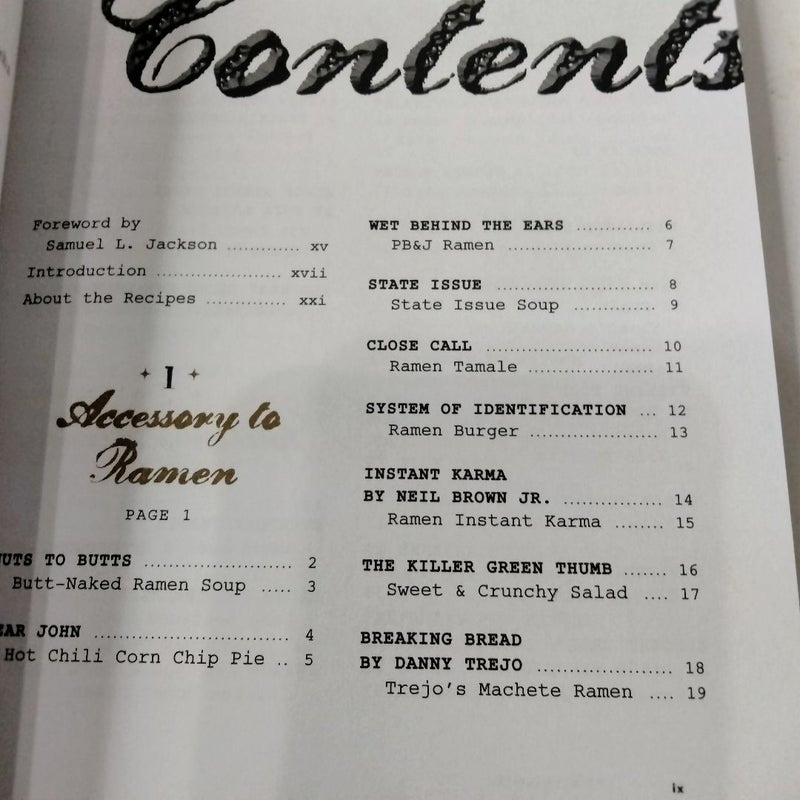 Contents
Foreword by
Samuel L. Jackson ............ xv
Introduction ..................... xvii
About the Recipes ............. xxi
I
Accessory to
Ramen
PAGE 1
TO BUTTS ...................... 2
Butt-Naked Ramen Soup ..... 3
JOHN ............................. 4
Hot Chili Corn Chip Pie .. 5
WET BEHIND THE EARS ............. 6
PB&J Ramen ........................ 7
STATE ISSUE .......................... 8
State Issue Soup .............. 9
CLOSE CALL ............................ 10
Ramen Tamale ..................... 11
SYSTEM OF IDENTIFICATION ... 12
Ramen Burger ..................... 13
INSTANT KARMA
BY NEIL BROWN JR. ................ 14
Ramen Instant Karma ........ 15
THE KILLER GREEN THUMB ....... 16
Sweet & Crunchy Salad .... 17
BREAKING BREAD
BY DANNY TREJO ...................... 18
Trejo's Machete Ramen .... 19
ix